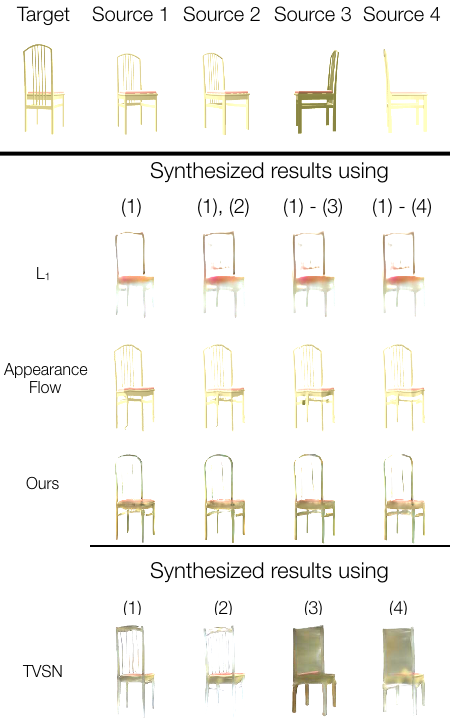 Target Source 1 Source 2 Source 3 Source 4
Synthesized results using
(1) (1), (2) (1) - (3) (1) - (4)
L₁
Appearance
Flow
Ours
Synthesized results using
(1) (2) (3) (4)
TVSN